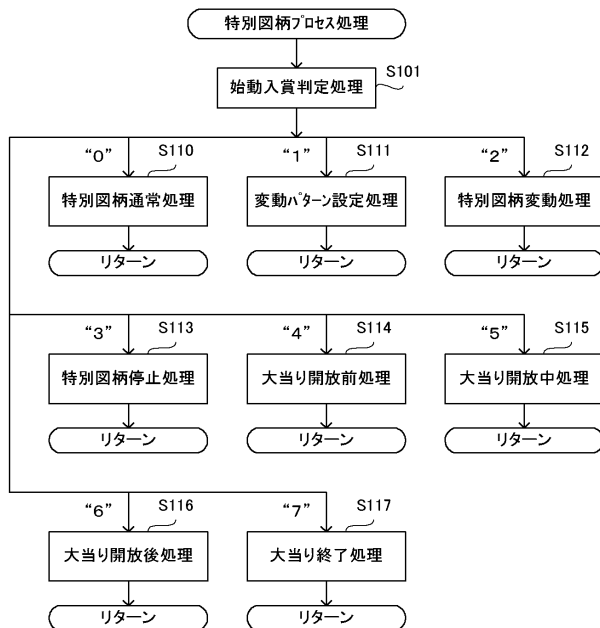 特別図柄プロセス処理
始動入賞判定処理
S101
“0”
S110
“1”
S111
“2”
S112
特別図柄通常処理
変動パターン設定処理
特別図柄変動処理
リターン
リターン
リターン
“3”
S113
“4”
S114
“5”
S115
特別図柄停止処理
大当り開放前処理
大当り開放中処理
リターン
リターン
リターン
“6”
S116
“7”
S117
大当り開放後処理
大当り終了処理
リターン
リターン